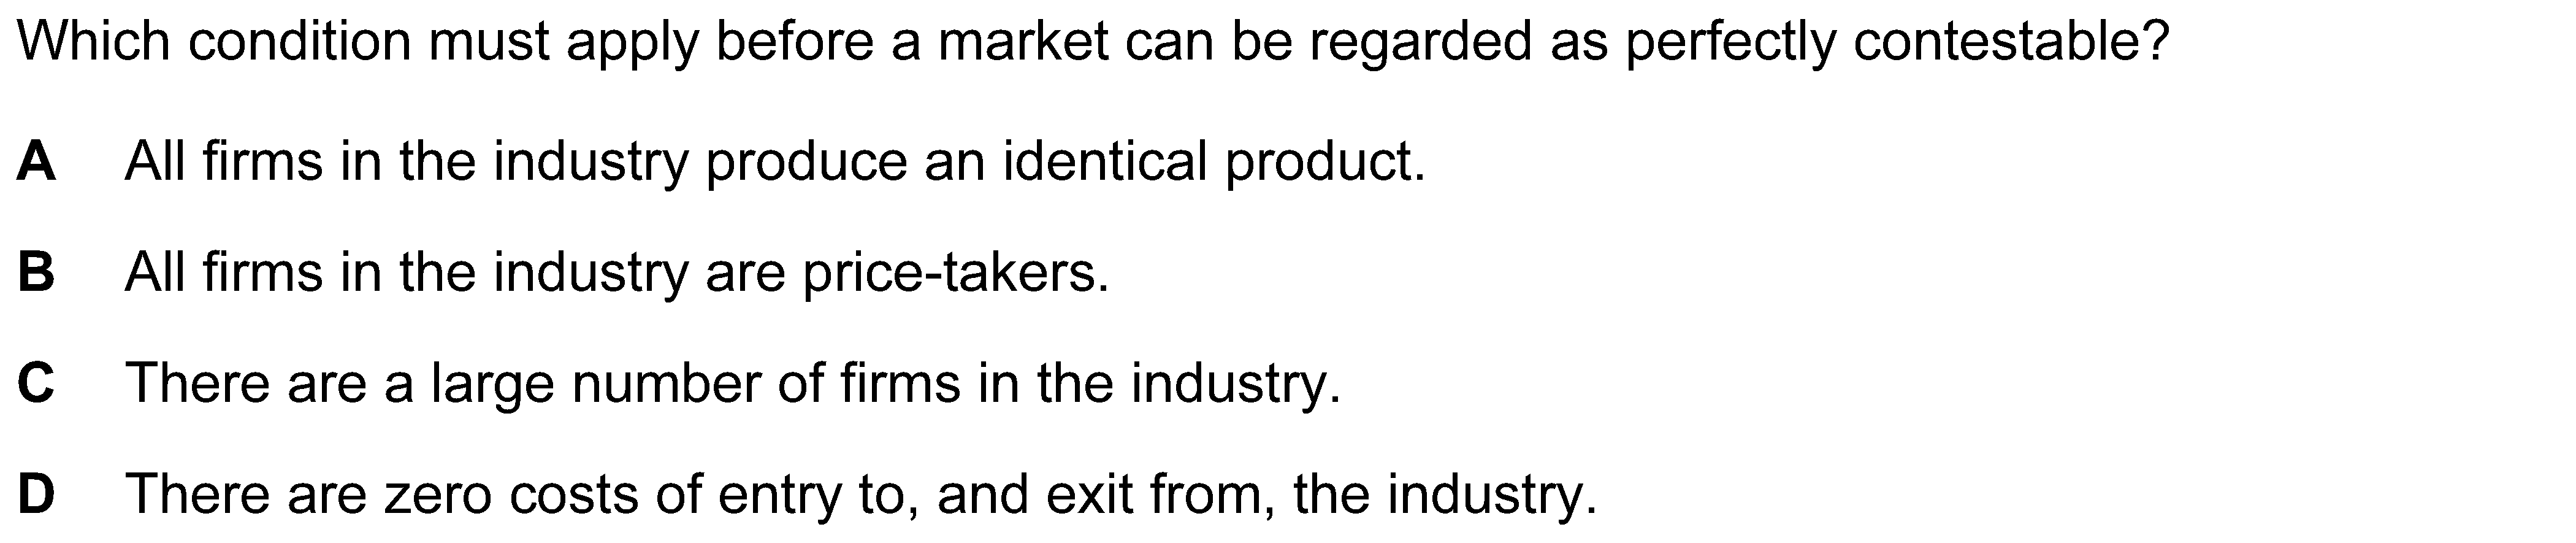 Which condition must apply before a market can be regarded as perfectly contestable?
A All firms in the industry produce an identical product.
B All firms in the industry are price-takers.
C There are a large number of firms in the industry.
D There are zero costs of entry to, and exit from, the industry.